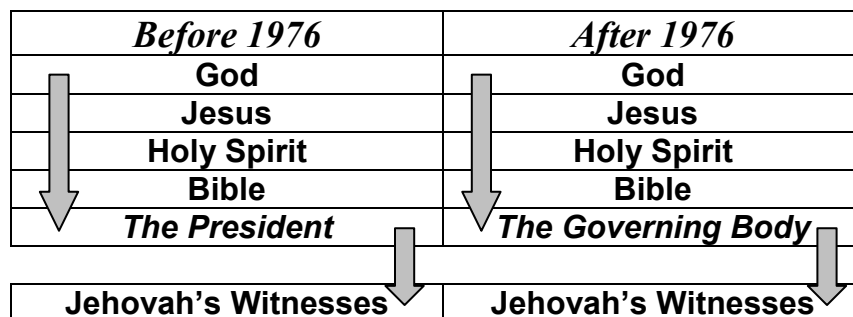 Before 1976 After 1976
God God
Jesus Jesus
Holy Spirit Holy Spirit
Bible Bible
The President The Governing Body
Jehovah's Witnesses Jehovah's Witnesses